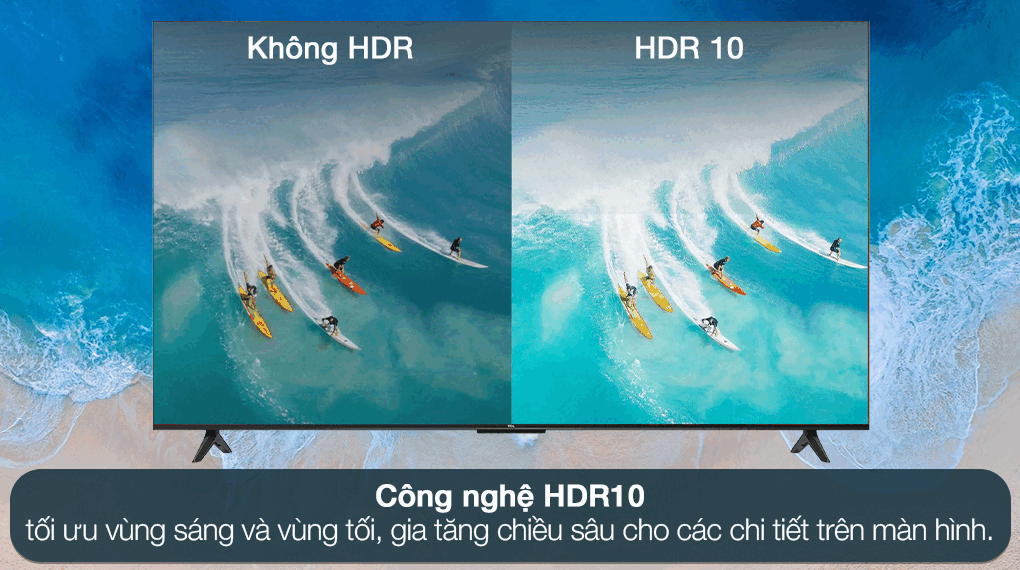 Không HDR
HDR 10
TCL
Công nghệ HDR10
tối ưu vùng sáng và vùng tối, gia tăng chiều sâu cho các chi tiết trên màn hình.